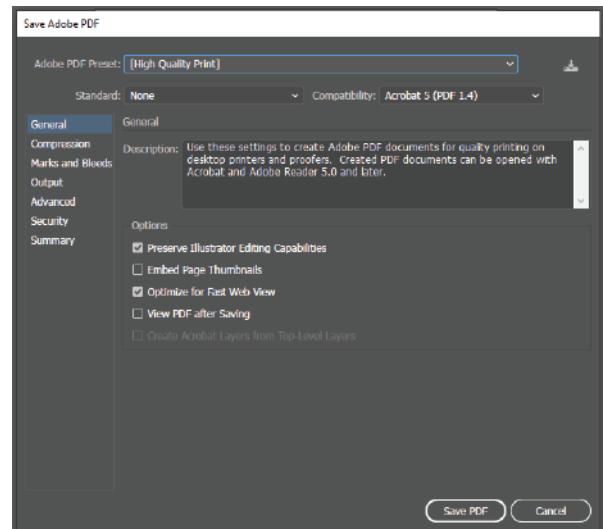 Save Adobe PDF
Adobe PDF Preset: [High Quality Print]
Standard: None Compatibility: Acrobat 5 (PDF 1.4)
General
Compression
Marks and Bleeds
Output
Advanced
Security
Summary
General
Description: Use these settings to create Adobe PDF documents for quality printing on
desktop printers and proofers. Created PDF documents can be opened with
Acrobat and Adobe Reader 5.0 and later.
Options
Preserve Illustrator Editing Capabilities
Embed Page Thumbnails
Optimize for Fast Web View
View PDF after Saving
Create Acrobat Layers from Top-Level Layers
Save PDF Cancel